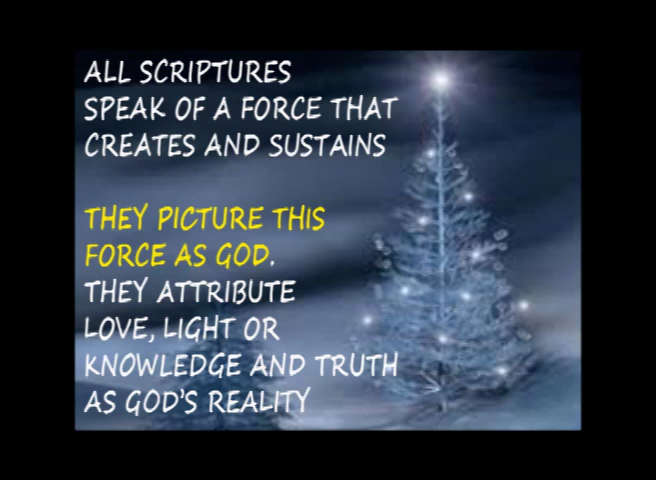 ALL SCRIPTURES
SPEAK OF A FORCE THAT
CREATES AND SUSTAINS
THEY PICTURE THIS
FORCE AS GOD.
THEY ATTRIBUTE
LOVE, LIGHT OR
KNOWLEDGE AND TRUTH
AS GOD'S REALITY